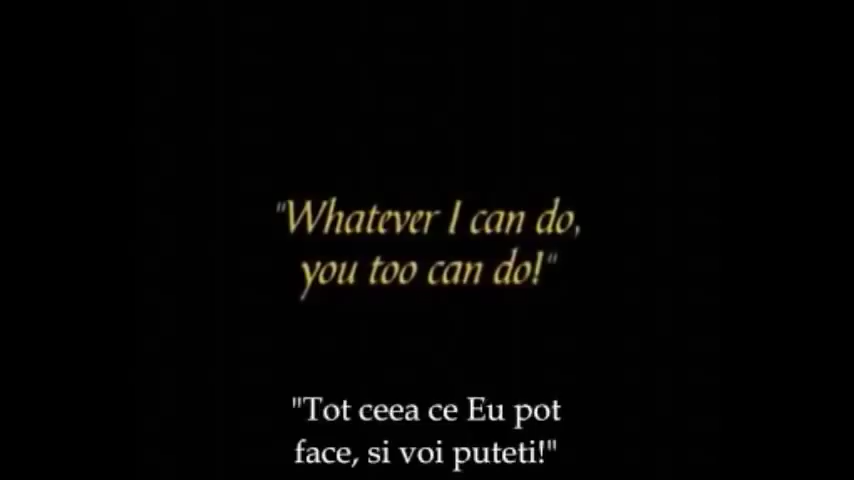 "Whatever I can do,
you too can do!"
"Tot ceea ce Eu pot
face, si voi puteti!"